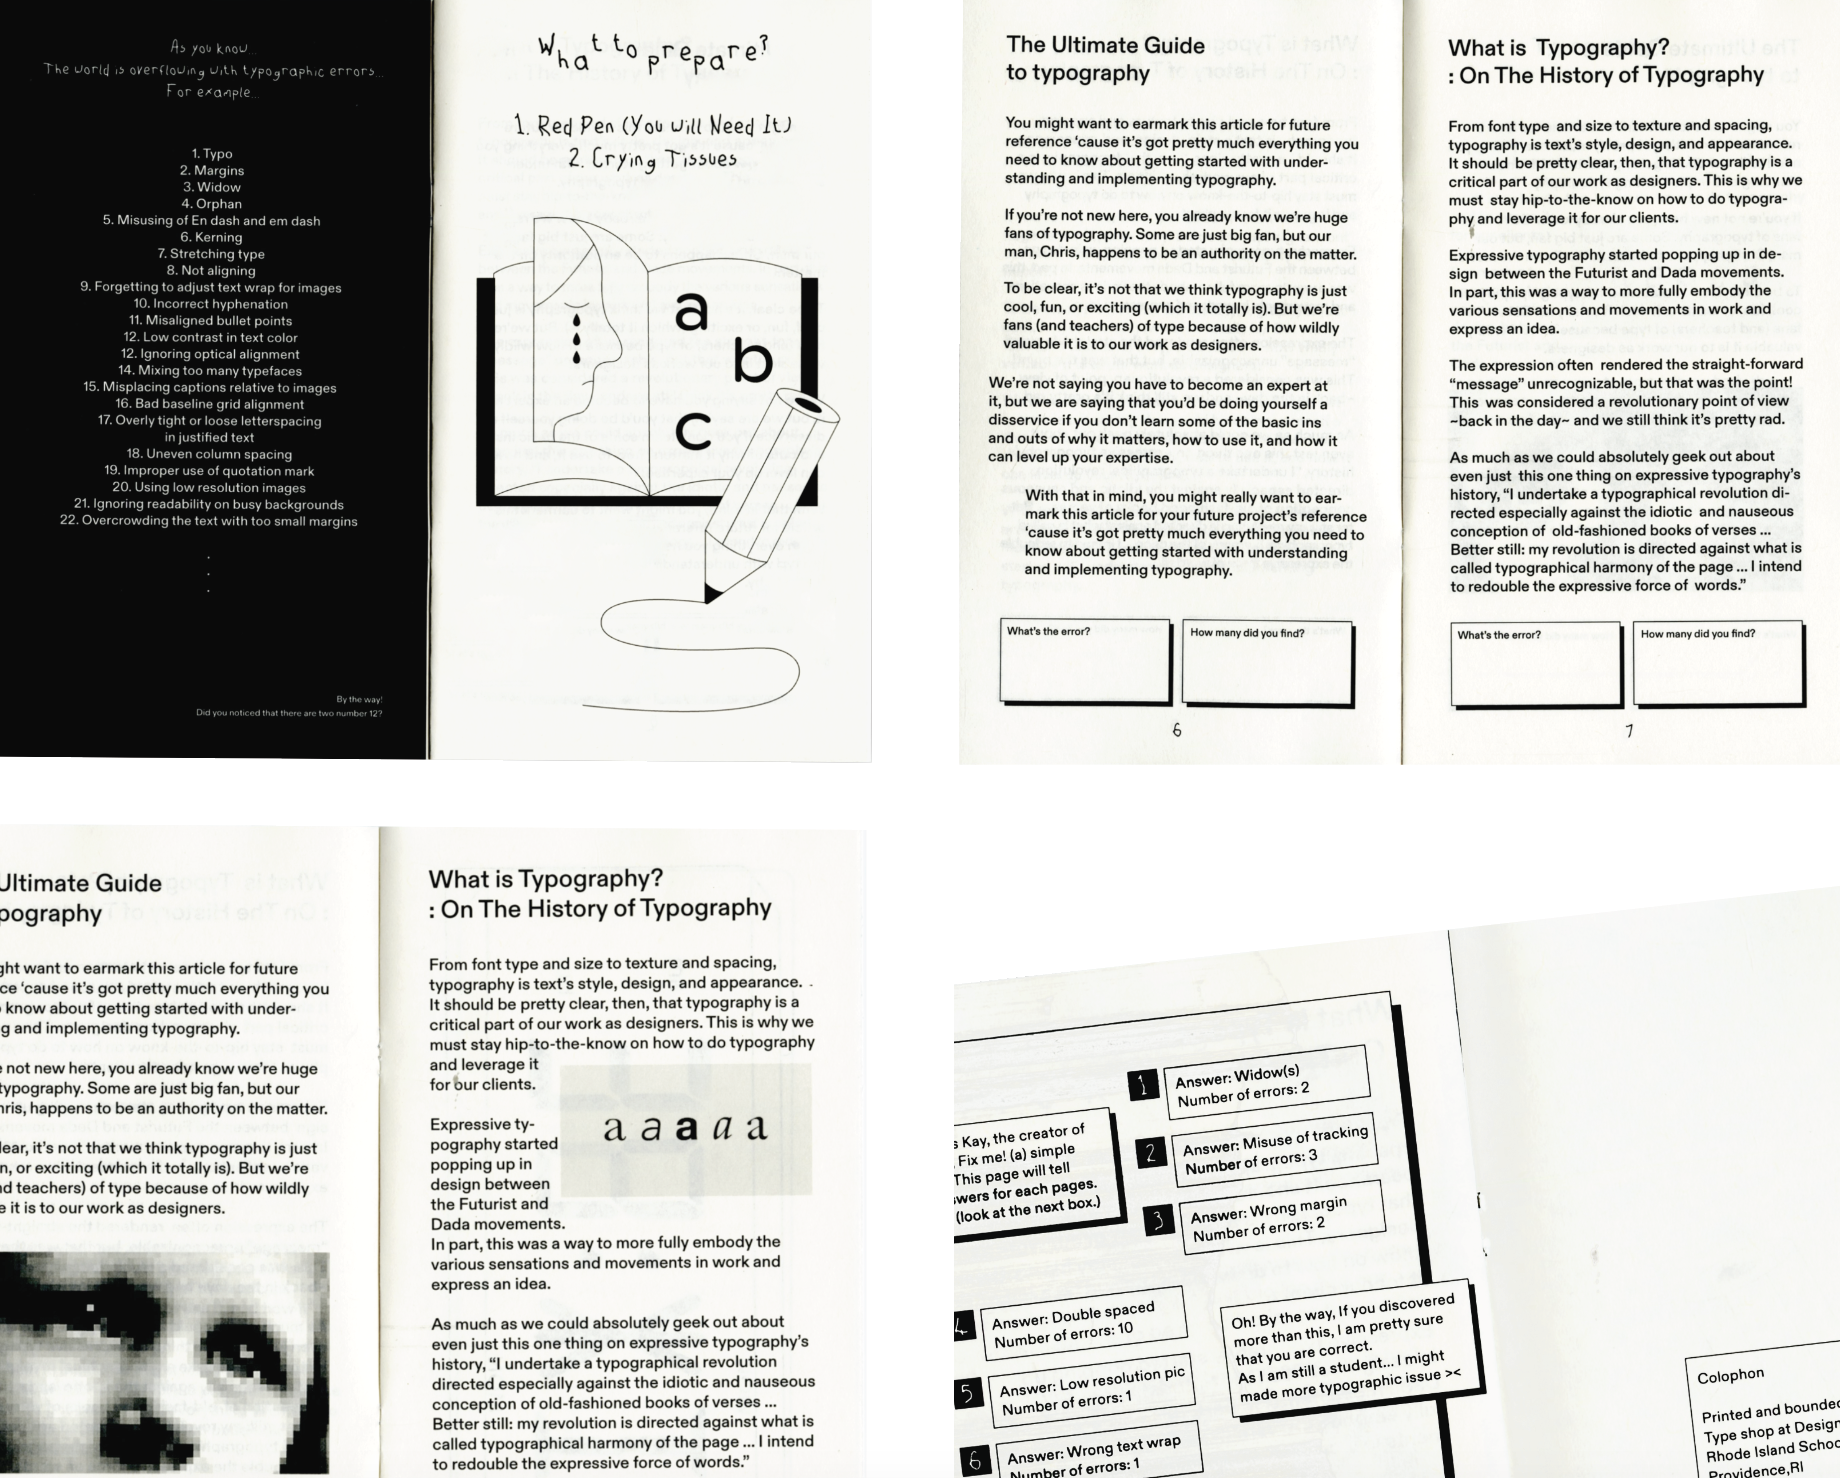 As you know...
The world is overflowing with typographic errors...
For example...
1. Typo
2. Margins
3. Widow
4. Orphan
5. Misusing of En dash and em dash
6. Kerning
7. Stretching type
8. Not aligning
9. Forgetting to adjust text wrap for images
10. Incorrect hyphenation
11. Misaligned bullet points
12. Low contrast in text color
12. Ignoring optical alignment
14. Mixing too many typefaces
15. Misplacing captions relative to images
16. Bad baseline grid alignment
17. Overly tight or loose letterspacing
in justified text
18. Uneven column spacing
19. Improper use of quotation mark
20. Using low resolution images
21. Ignoring readability on busy backgrounds
22. Overcrowding the text with too small margins
.
.
.
By the way!
Did you noticed that there are two number 12?
What to prepare?
1. Red Pen (You Will Need It)
2. Crying Tissues
a
b
c
The Ultimate Guide
to typography
You might want to earmark this article for future
reference ‘cause it’s got pretty much everything you
need to know about getting started with under-
standing and implementing typography.
If you’re not new here, you already know we’re huge
fans of typography. Some are just big fan, but our
man, Chris, happens to be an authority on the matter.
To be clear, it’s not that we think typography is just
cool, fun, or exciting (which it totally is). But we’re
fans (and teachers) of type because of how wildly
valuable it is to our work as designers.
We’re not saying you have to become an expert at
it, but we are saying that you’d be doing yourself a
disservice if you don’t learn some of the basic ins
and outs of why it matters, how to use it, and how it
can level up your expertise.
With that in mind, you might really want to ear-
mark this article for your future project’s reference
‘cause it’s got pretty much everything you need to
know about getting started with understanding
and implementing typography.
What’s the error?
How many did you find?
6
What is  Typography?
: On The History of Typography
From font type  and size to texture and spacing,
typography is text’s style, design, and appearance.
It should  be pretty clear, then, that typography is a
critical part of our work as designers. This is why we
must  stay hip-to-the-know on how to do typogra-
phy and leverage it for our clients.
Expressive typography started popping up in de-
sign  between the Futurist and Dada movements.
In part, this was a way to more fully embody the
various sensations and movements in work and
express an idea.
The expression often  rendered the straight-forward
“message” unrecognizable, but that was the point!
This  was considered a revolutionary point of view
~back in the day~ and we still think it’s pretty rad.
As much as we could absolutely geek out about
even just  this one thing on expressive typography’s
history, “I undertake a typographical revolution di-
rected especially against the idiotic  and nauseous
conception of  old-fashioned books of verses ...
Better still: my revolution is directed against what is
called typographical harmony of the page ... I intend
to redouble the expressive force of  words.”
What’s the error?
How many did you find?
7
Ultimate Guide
pography
ght want to earmark this article for future
ce ‘cause it’s got pretty much everything you
know about getting started with under-
g and implementing typography.
not new here, you already know we’re huge
typography. Some are just big fan, but our
hris, happens to be an authority on the matter.
lear, it’s not that we think typography is just
n, or exciting (which it totally is). But we’re
nd teachers) of type because of how wildly
e it is to our work as designers.
What is Typography?
: On The History of Typography
From font type and size to texture and spacing,
typography is text’s style, design, and appearance.
It should be pretty clear, then, that typography is a
critical part of our work as designers. This is why we
must stay hip-to-the-know on how to do typography
and leverage it
for our clients.
Expressive ty-
pography started
popping up in
design between
the Futurist and
Dada movements.
a a a a a
In part, this was a way to more fully embody the
various sensations and movements in work and
express an idea.
As much as we could absolutely geek out about
even just this one thing on expressive typography’s
history, “I undertake a typographical revolution
directed especially against the idiotic and nauseous
conception of old-fashioned books of verses ...
Better still: my revolution is directed against what is
called typographical harmony of the page ... I intend
to redouble the expressive force of words.”
s Kay, the creator of
Fix me! (a) simple
This page will tell
wers for each pages.
(look at the next box.)
1
Answer: Widow(s)
Number of errors: 2
2
Answer: Misuse of tracking
Number of errors: 3
3
Answer: Wrong margin
Number of errors: 2
4
Answer: Double spaced
Number of errors: 10
5
Answer: Low resolution pic
Number of errors: 1
6
Answer: Wrong text wrap
Number of errors: 1
Oh! By the way, If you discovered
more than this, I am pretty sure
that you are correct.
As I am still a student... I might
made more typographic issue ><
Colophon
Printed and bounded
Type shop at Design
Rhode Island Schoo
Providence,RI